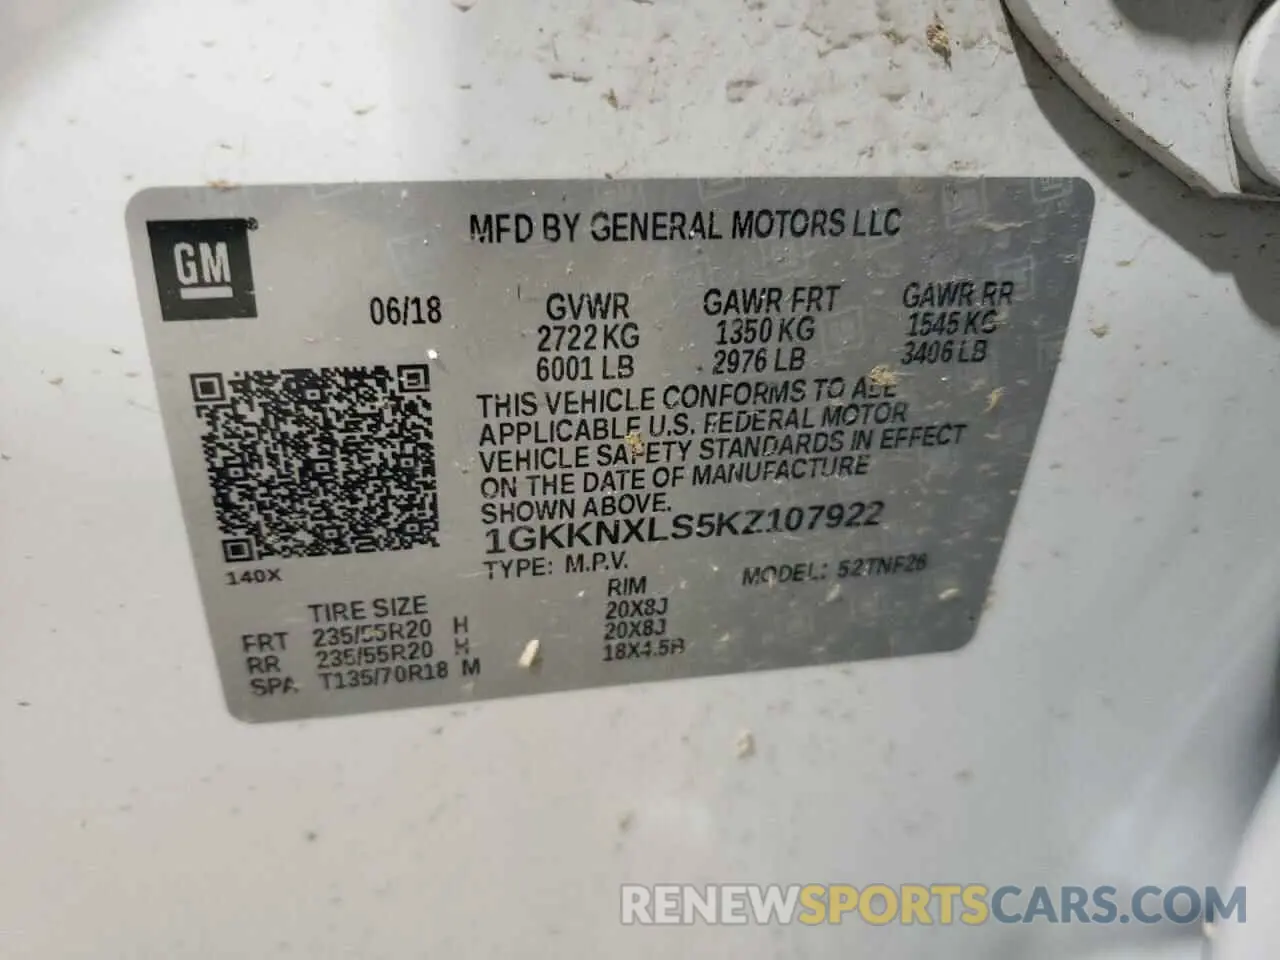 MFD BY GENERAL MOTORS LLC
GM®
06/18 GVWR GAWR FRT GAWR RR
2722 KG 1350 KG 1545 KG
6001 LB 2976 LB 3406 LB
THIS VEHICLE CONFORMS TO ALL
APPLICABLE U.S. FEDERAL MOTOR
VEHICLE SAFETY STANDARDS IN EFFECT
ON THE DATE OF MANUFACTURE
SHOWN ABOVE.
1GKKNXLS5KZ107922
140X TYPE: M.P.V. MODEL: 52TNF26
TIRE SIZE RIM
FRT 235/55R20 H 20X8J
RR 235/55R20 H 20X8J
SPA T135/70R18 M 18X4.5B
RENEWSPORTSCARS.COM